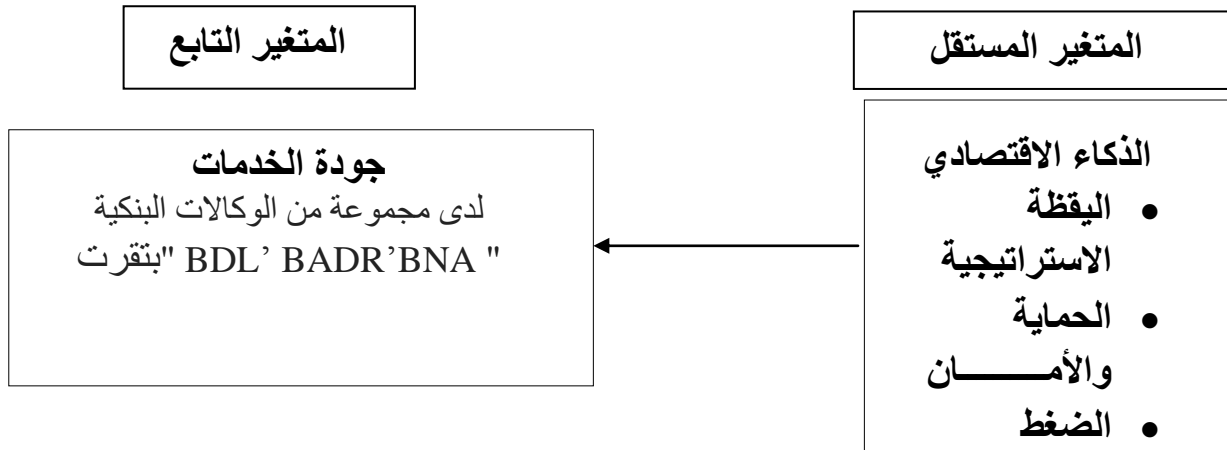 المتغير المستقل
المتغير التابع
الذكاء الاقتصادي
• اليقظة
الاستراتيجية
• الحماية
والأمــــــــان
• الضغط
جودة الخدمات
لدى مجموعة من الوكالات البنكية
" BDL’ BADR’BNA "بتقرت